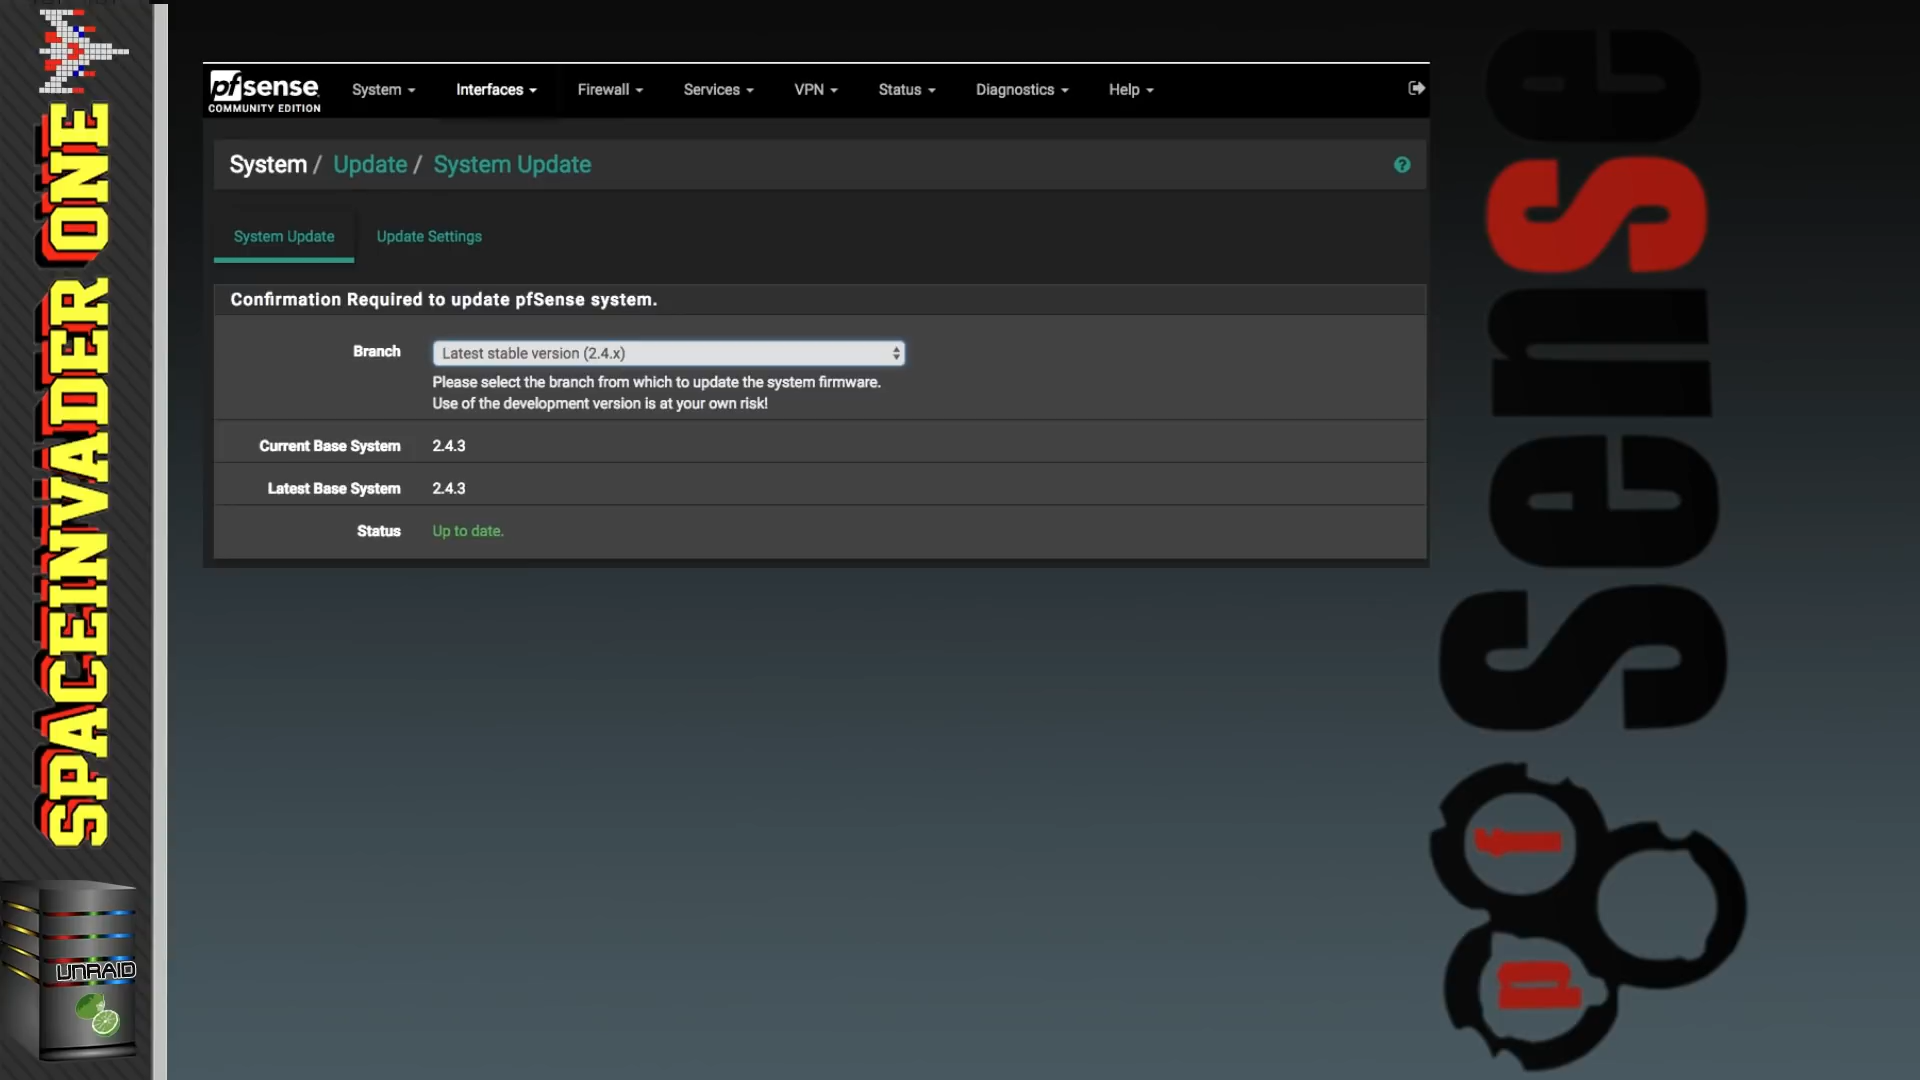 SPACEINVADER ONE
UNRAID
pfsense
COMMUNITY EDITION
System
Interfaces
Firewall
Services
VPN
Status
Diagnostics
Help
System / Update / System Update
?
System Update
Update Settings
Confirmation Required to update pfSense system.
Branch
Latest stable version (2.4.x)
Please select the branch from which to update the system firmware.
Use of the development version is at your own risk!
Current Base System 2.4.3
Latest Base System 2.4.3
Status Up to date.
pf Sense